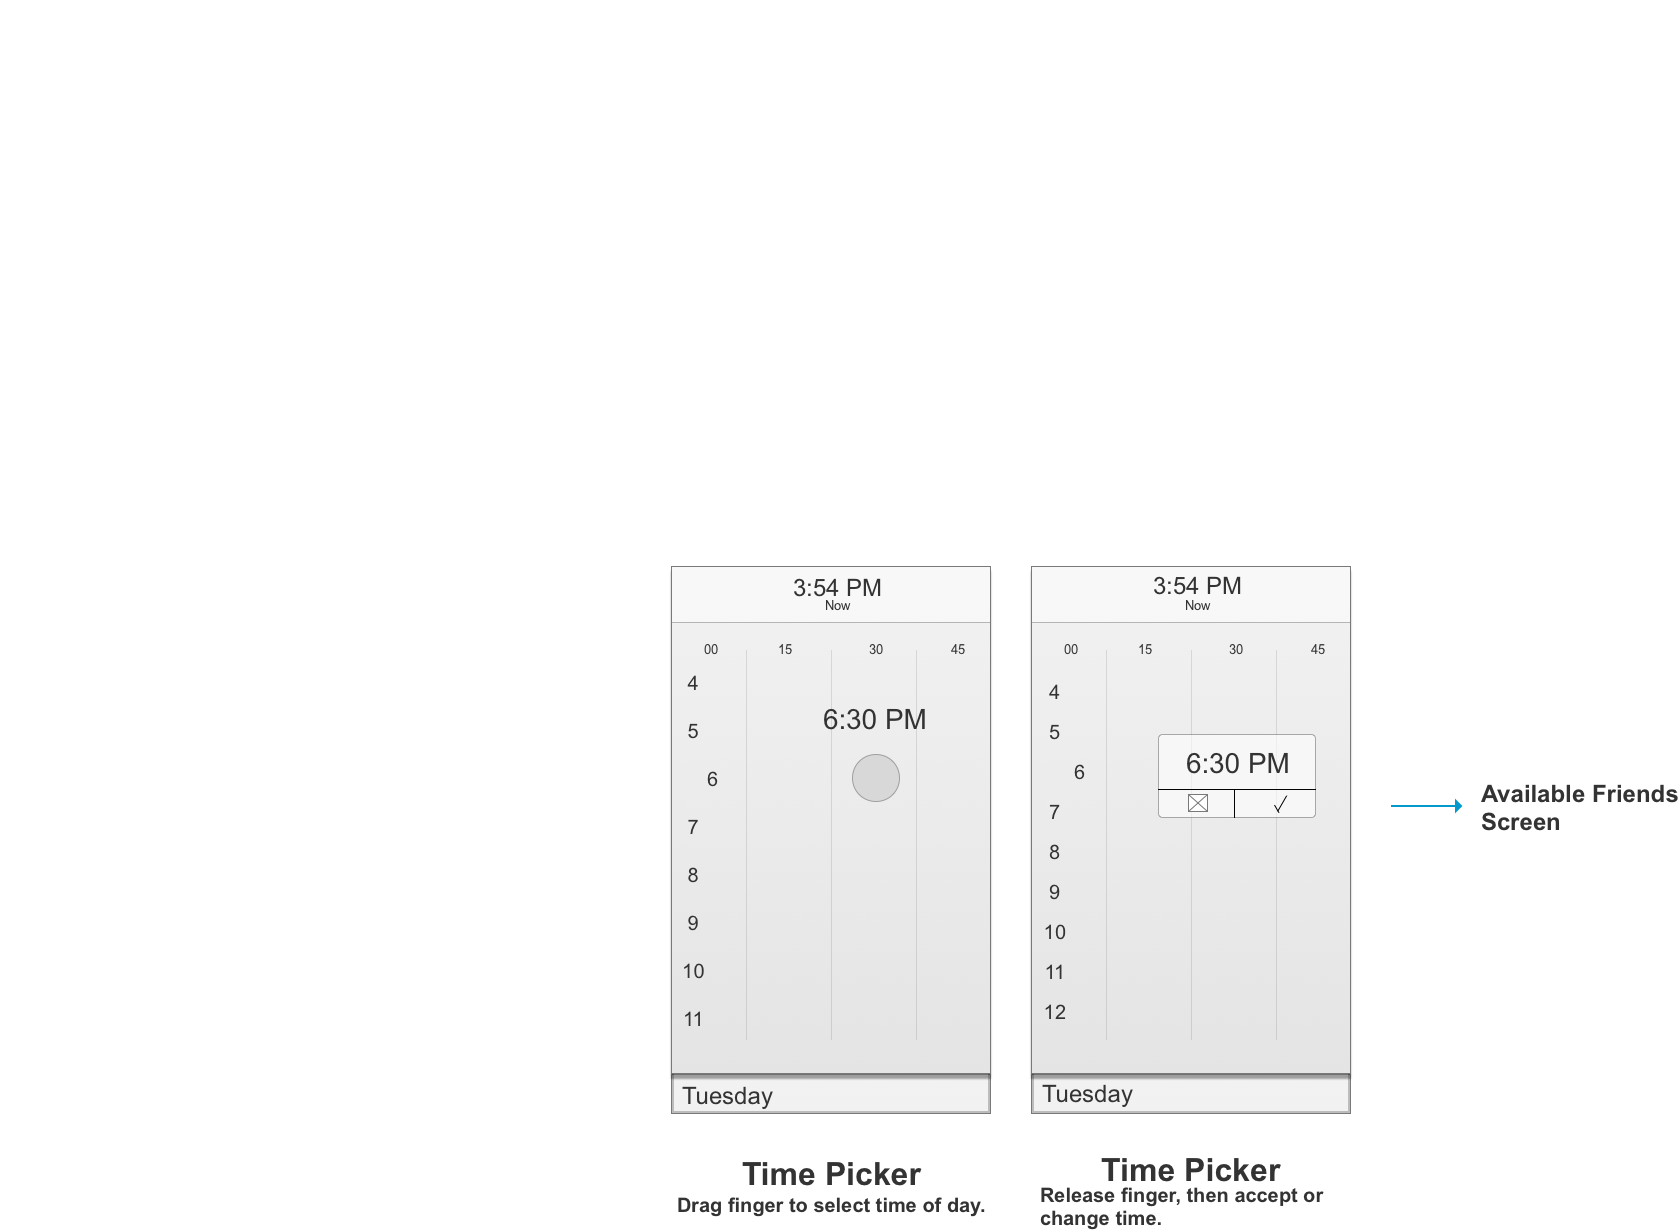 3:54 PM
Now
00 15 30 45
4
5
6:30 PM
6
7
8
9
10
11
Tuesday
Time Picker
Drag finger to select time of day.
3:54 PM
Now
00 15 30 45
4
5
6
6:30 PM
7
✓
8
9
10
11
12
Tuesday
Time Picker
Release finger, then accept or
change time.
Available Friends
Screen